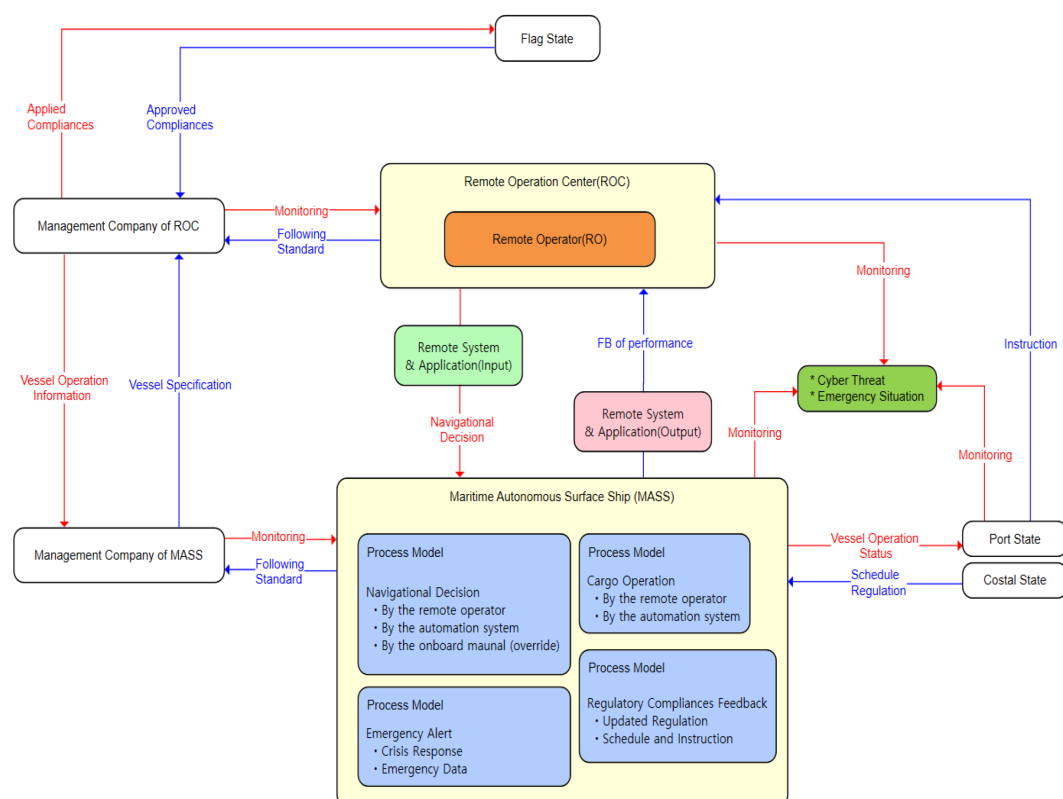 Flag State
Applied
Compliances
Approved
Compliances
Remote Operation Center(ROC)
Remote Operator(RO)
Management Company of ROC
Monitoring
Following
Standard
Monitoring
Instruction
Remote System
& Application(Input)
FB of performance
Vessel Operation
Information
Vessel Specification
* Cyber Threat
* Emergency Situation
Remote System
& Application(Output)
Navigational
Decision
Monitoring
Monitoring
Maritime Autonomous Surface Ship (MASS)
Management Company of MASS
Monitoring
Following
Standard
Process Model
Navigational Decision
・By the remote operator
・By the automation system
・By the onboard maunal (override)
Process Model
Cargo Operation
・By the remote operator
・By the automation system
Vessel Operation
Status
Port State
Schedule
Regulation
Costal State
Process Model
Emergency Alert
・Crisis Response
・Emergency Data
Process Model
Regulatory Compliances Feedback
・Updated Regulation
・Schedule and Instruction